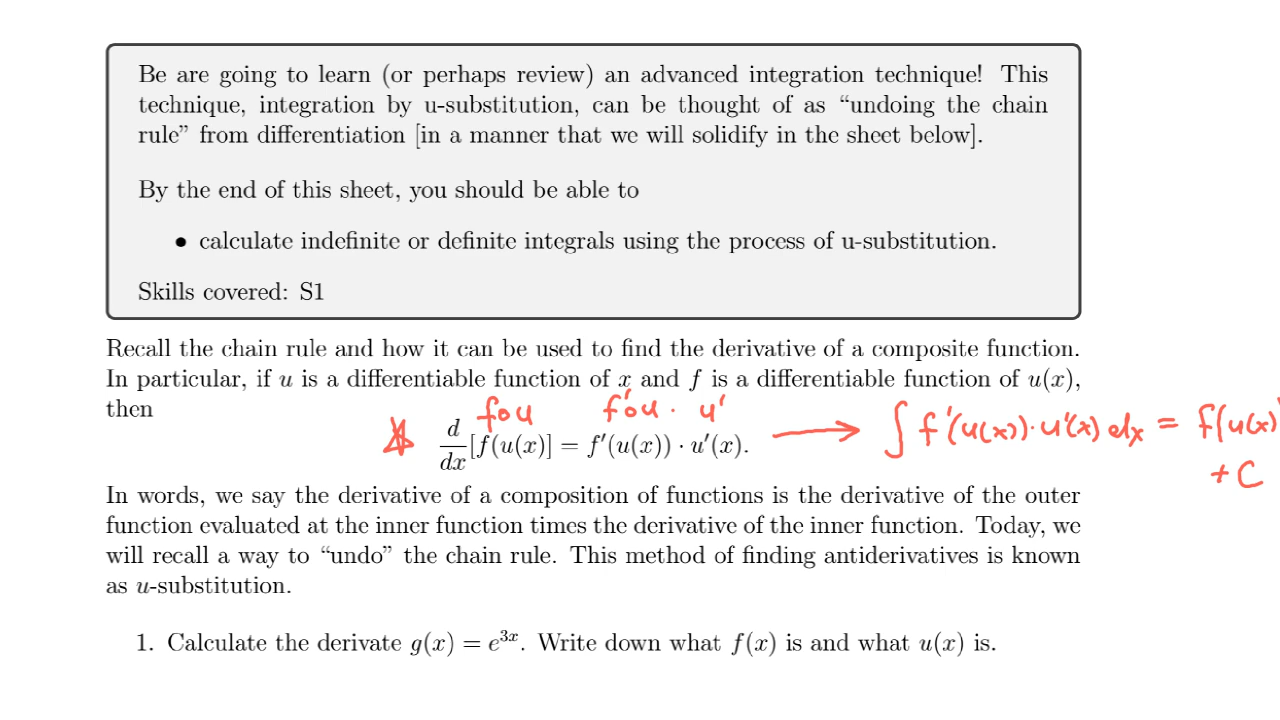 Be are going to learn (or perhaps review) an advanced integration technique! This
technique, integration by u-substitution, can be thought of as “undoing the chain
rule” from differentiation [in a manner that we will solidify in the sheet below].
By the end of this sheet, you should be able to
• calculate indefinite or definite integrals using the process of u-substitution.
Skills covered: S1
Recall the chain rule and how it can be used to find the derivative of a composite function.
In particular, if u is a differentiable function of x and f is a differentiable function of u(x),
then
f∘u f'∘u · u'
d/dx [f(u(x)] = f′(u(x)) · u′(x). ⟶ ∫ f'(u(x))·u'(x) dx = f(u(x)
+ C
In words, we say the derivative of a composition of functions is the derivative of the outer
function evaluated at the inner function times the derivative of the inner function. Today, we
will recall a way to “undo” the chain rule. This method of finding antiderivatives is known
as u-substitution.
1. Calculate the derivate g(x) = e^{3x}. Write down what f(x) is and what u(x) is.